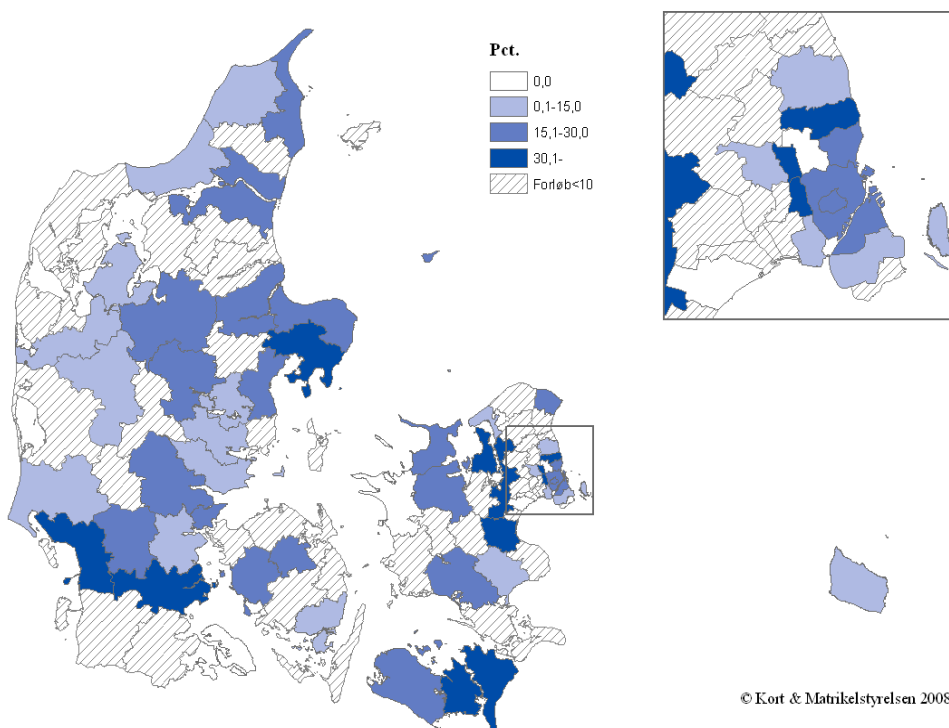 Pct.
0,0
0,1-15,0
15,1-30,0
30,1-
Forløb<10
© Kort & Matrikelstyrelsen 2008